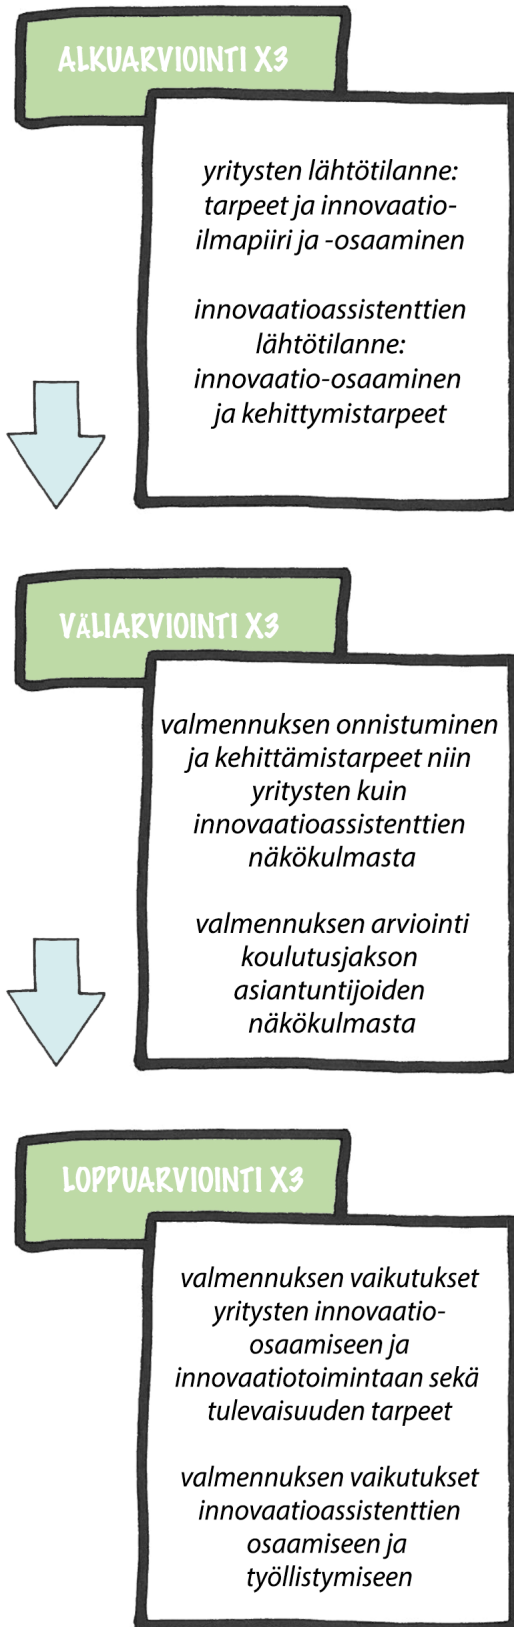 ALKUARVIOINTI X3
yritysten lähtötilanne:
tarpeet ja innovaatio-
ilmapiiri ja -osaaminen
innovaatioassistenttien
lähtötilanne:
innovaatio-osaaminen
ja kehittymistarpeet
VÄLIARVIOINTI X3
valmennuksen onnistuminen
ja kehittämistarpeet niin
yritysten kuin
innovaatioassistenttien
näkökulmasta
valmennuksen arviointi
koulutusjakson
asiantuntijoiden
näkökulmasta
LOPPUARVIOINTI X3
valmennuksen vaikutukset
yritysten innovaatio-
osaamiseen ja
innovaatiotoimintaan sekä
tulevaisuuden tarpeet
valmennuksen vaikutukset
innovaatioassistenttien
osaamiseen ja
työllistymiseen